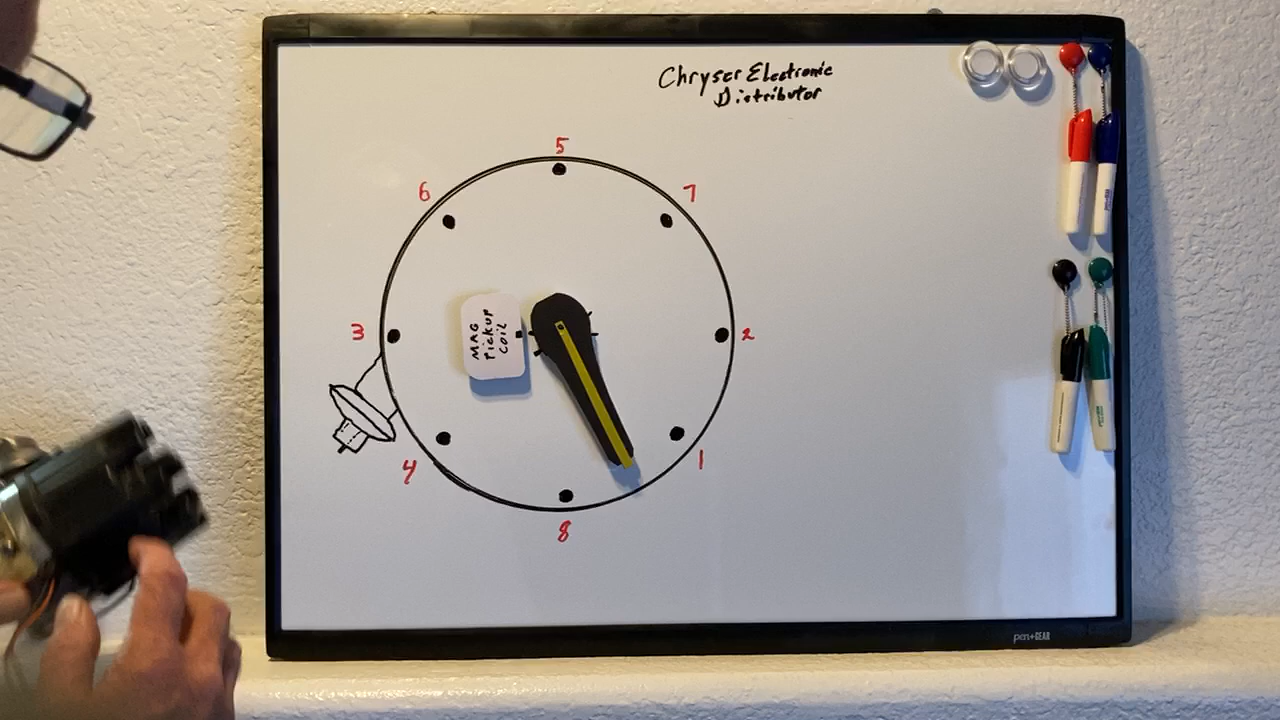 Chryser Electronic
Distributor
5
6
7
3
MAG
Pickup
Coil
2
4
1
8
pen+GEAR